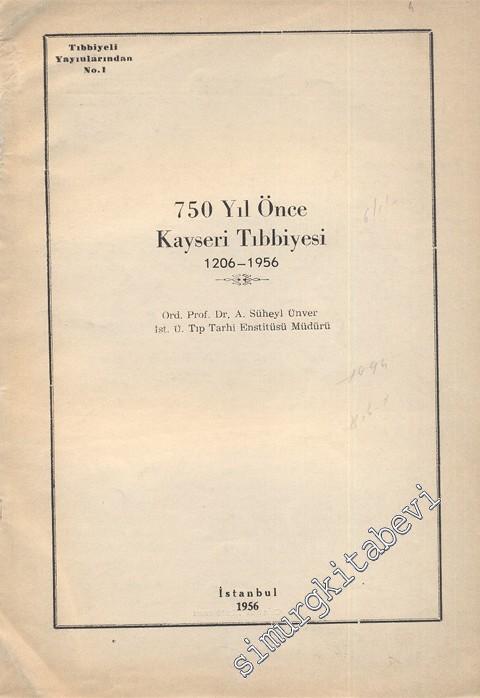 Tıbbiyeli
Yayıularından
No.1
750 Yıl Önce
Kayseri Tıbbiyesi
1206-1956
Ord. Prof. Dr. A. Süheyl Ünver
İst. Ü. Tıp Tarihi Enstitüsü Müdürü
İstanbul
1956
simurgkitabevi